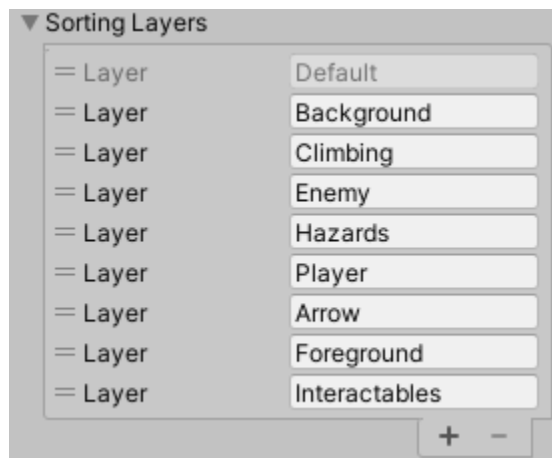 Sorting Layers
Layer Default
Layer Background
Layer Climbing
Layer Enemy
Layer Hazards
Layer Player
Layer Arrow
Layer Foreground
Layer Interactables
+ −